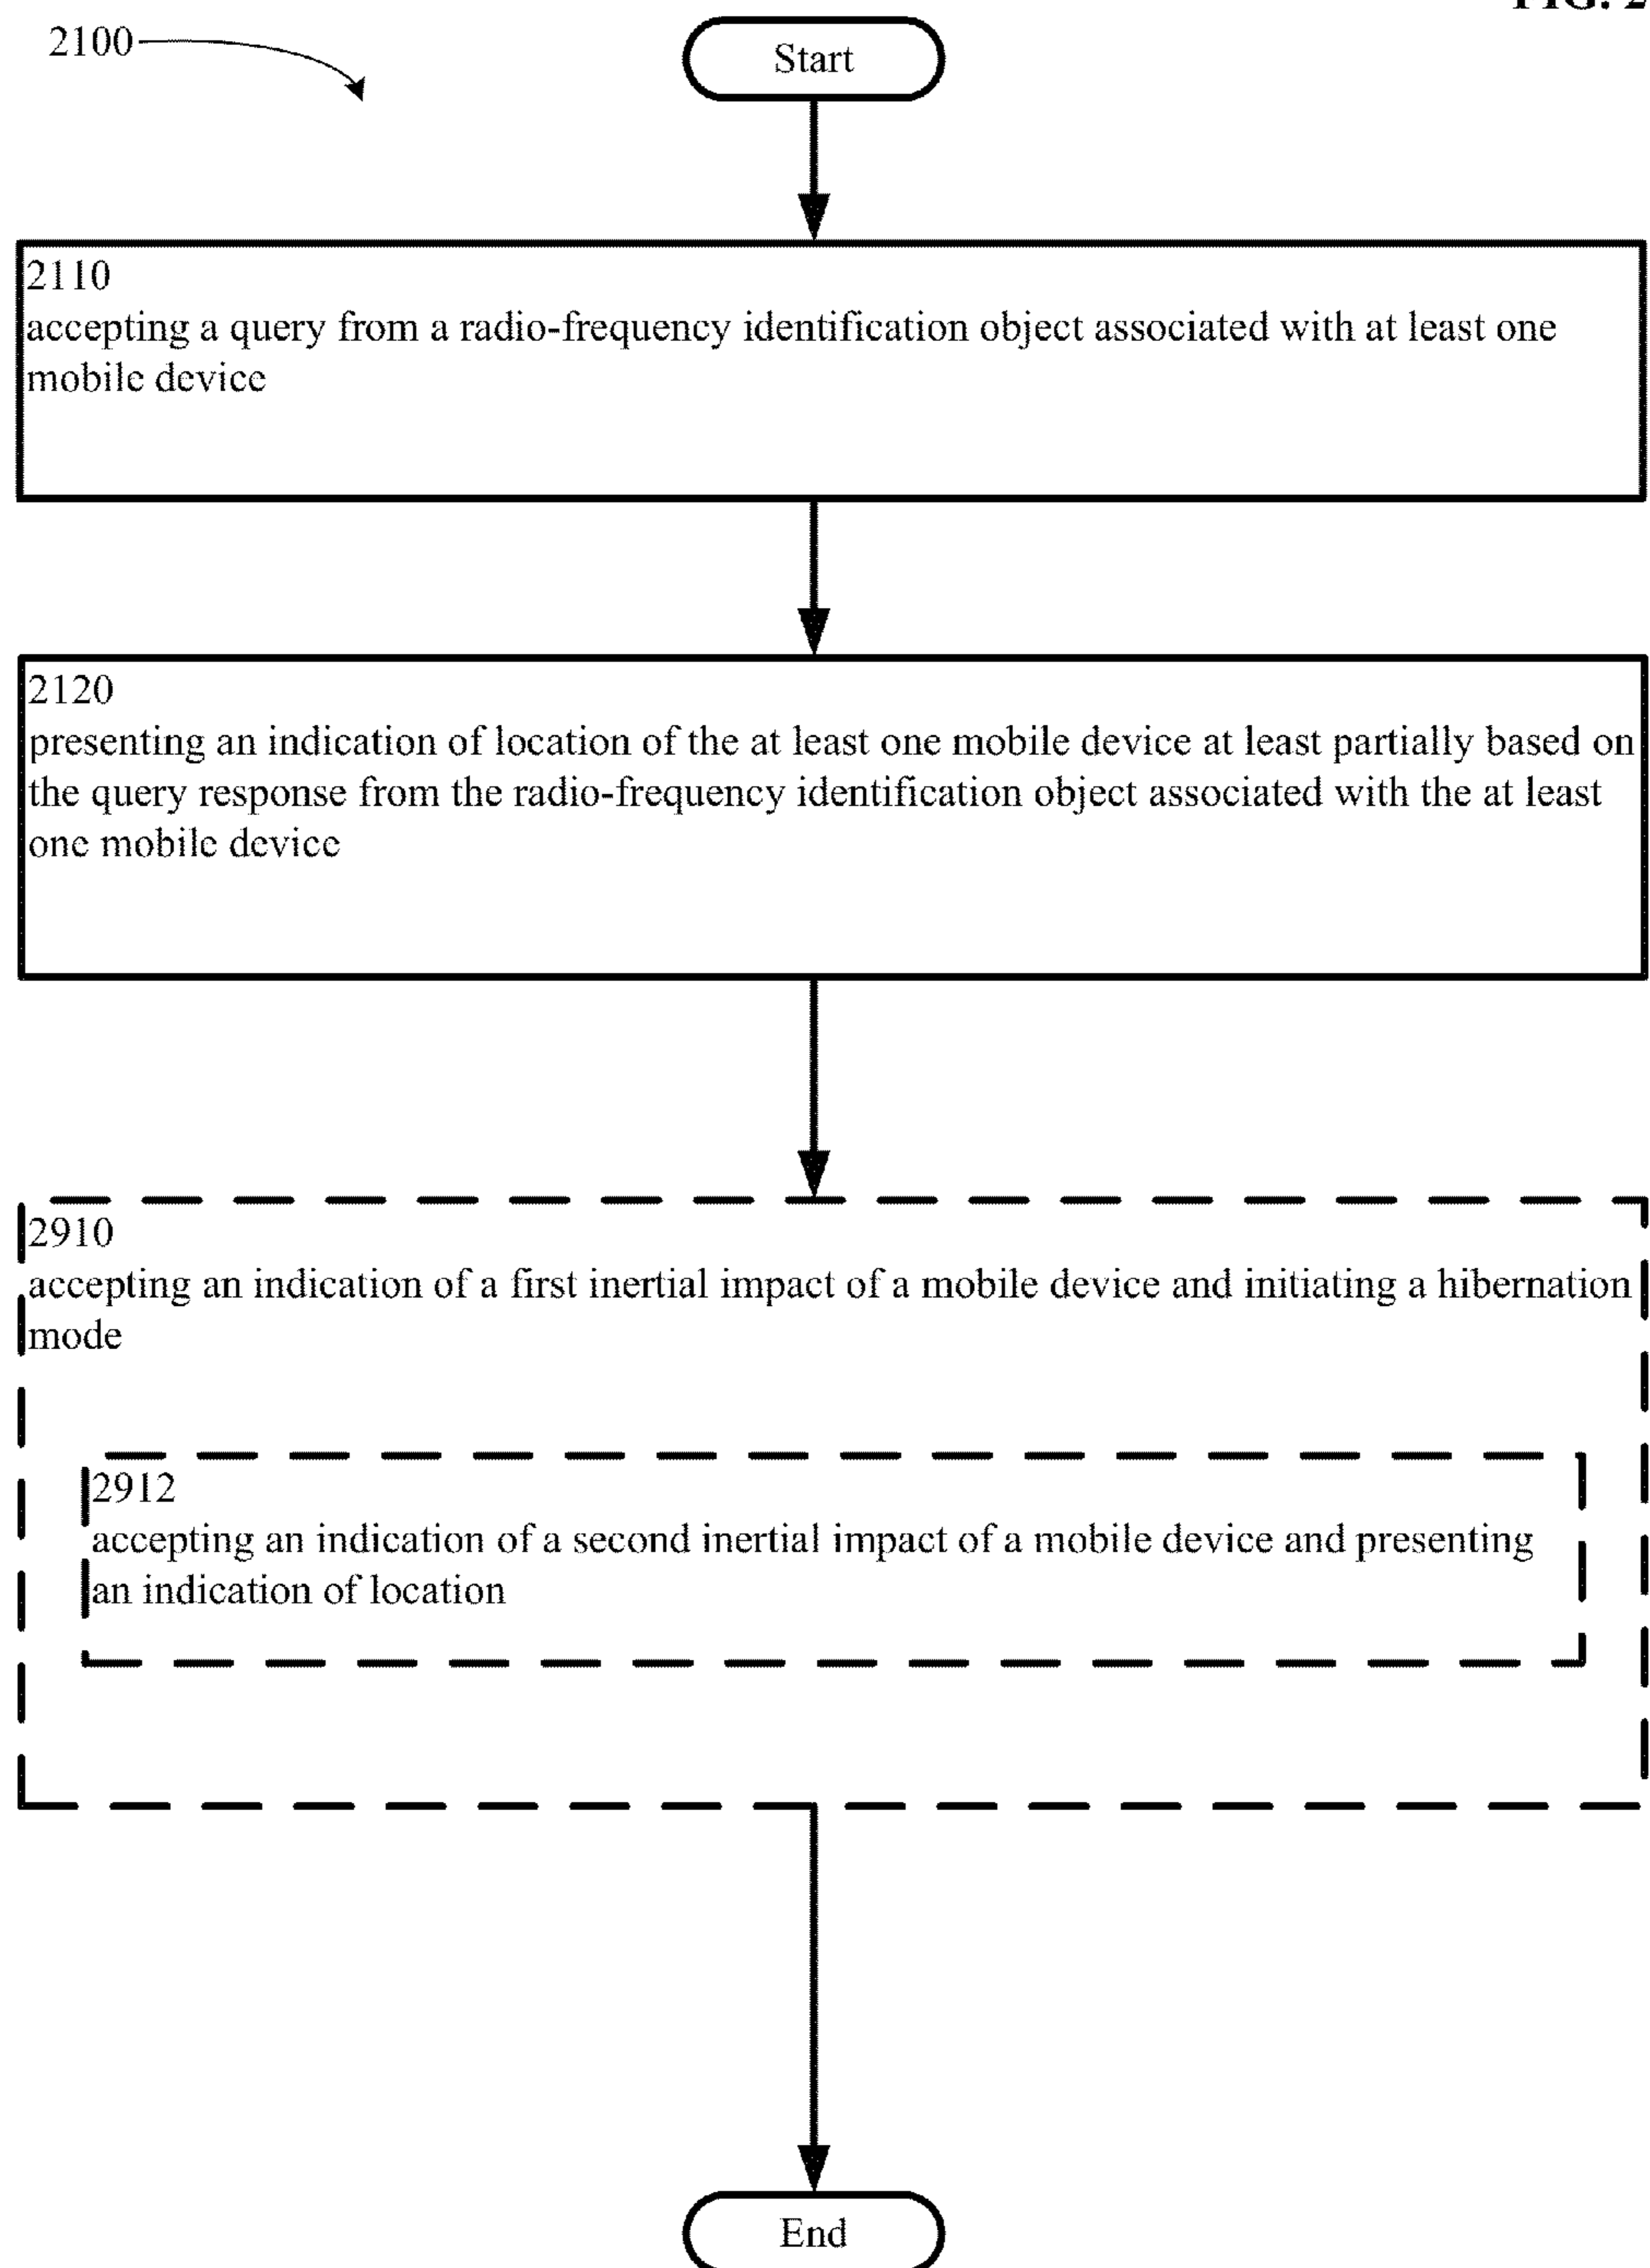 2100
Start
2110
accepting a query from a radio-frequency identification object associated with at least one
mobile device
2120
presenting an indication of location of the at least one mobile device at least partially based on
the query response from the radio-frequency identification object associated with the at least
one mobile device
2910
accepting an indication of a first inertial impact of a mobile device and initiating a hibernation
mode
2912
accepting an indication of a second inertial impact of a mobile device and presenting
an indication of location
End